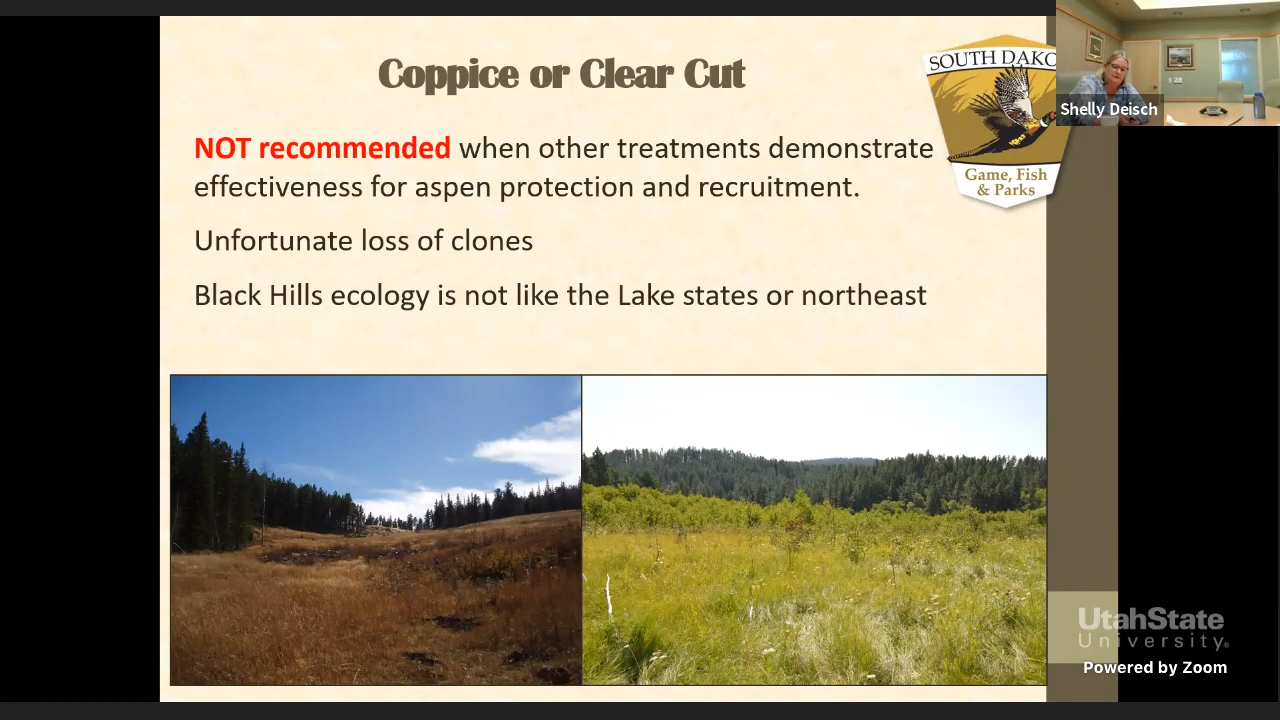 Coppice or Clear Cut
SOUTH DAKO
Game, Fish
& Parks
Shelly Deisch
NOT recommended when other treatments demonstrate
effectiveness for aspen protection and recruitment.
Unfortunate loss of clones
Black Hills ecology is not like the Lake states or northeast
UtahState
University
Powered by Zoom